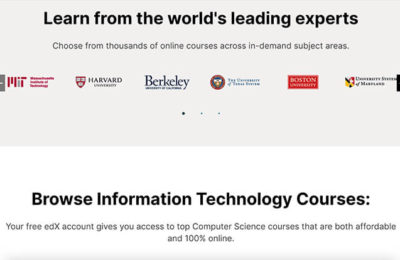 Learn from the world's leading experts
Choose from thousands of online courses across in-demand subject areas.
MIT Massachusetts Institute of Technology
HARVARD UNIVERSITY
Berkeley UNIVERSITY OF CALIFORNIA
THE UNIVERSITY of TEXAS SYSTEM
BOSTON UNIVERSITY
UNIVERSITY SYSTEM of MARYLAND
Browse Information Technology Courses:
Your free edX account gives you access to top Computer Science courses that are both affordable
and 100% online.